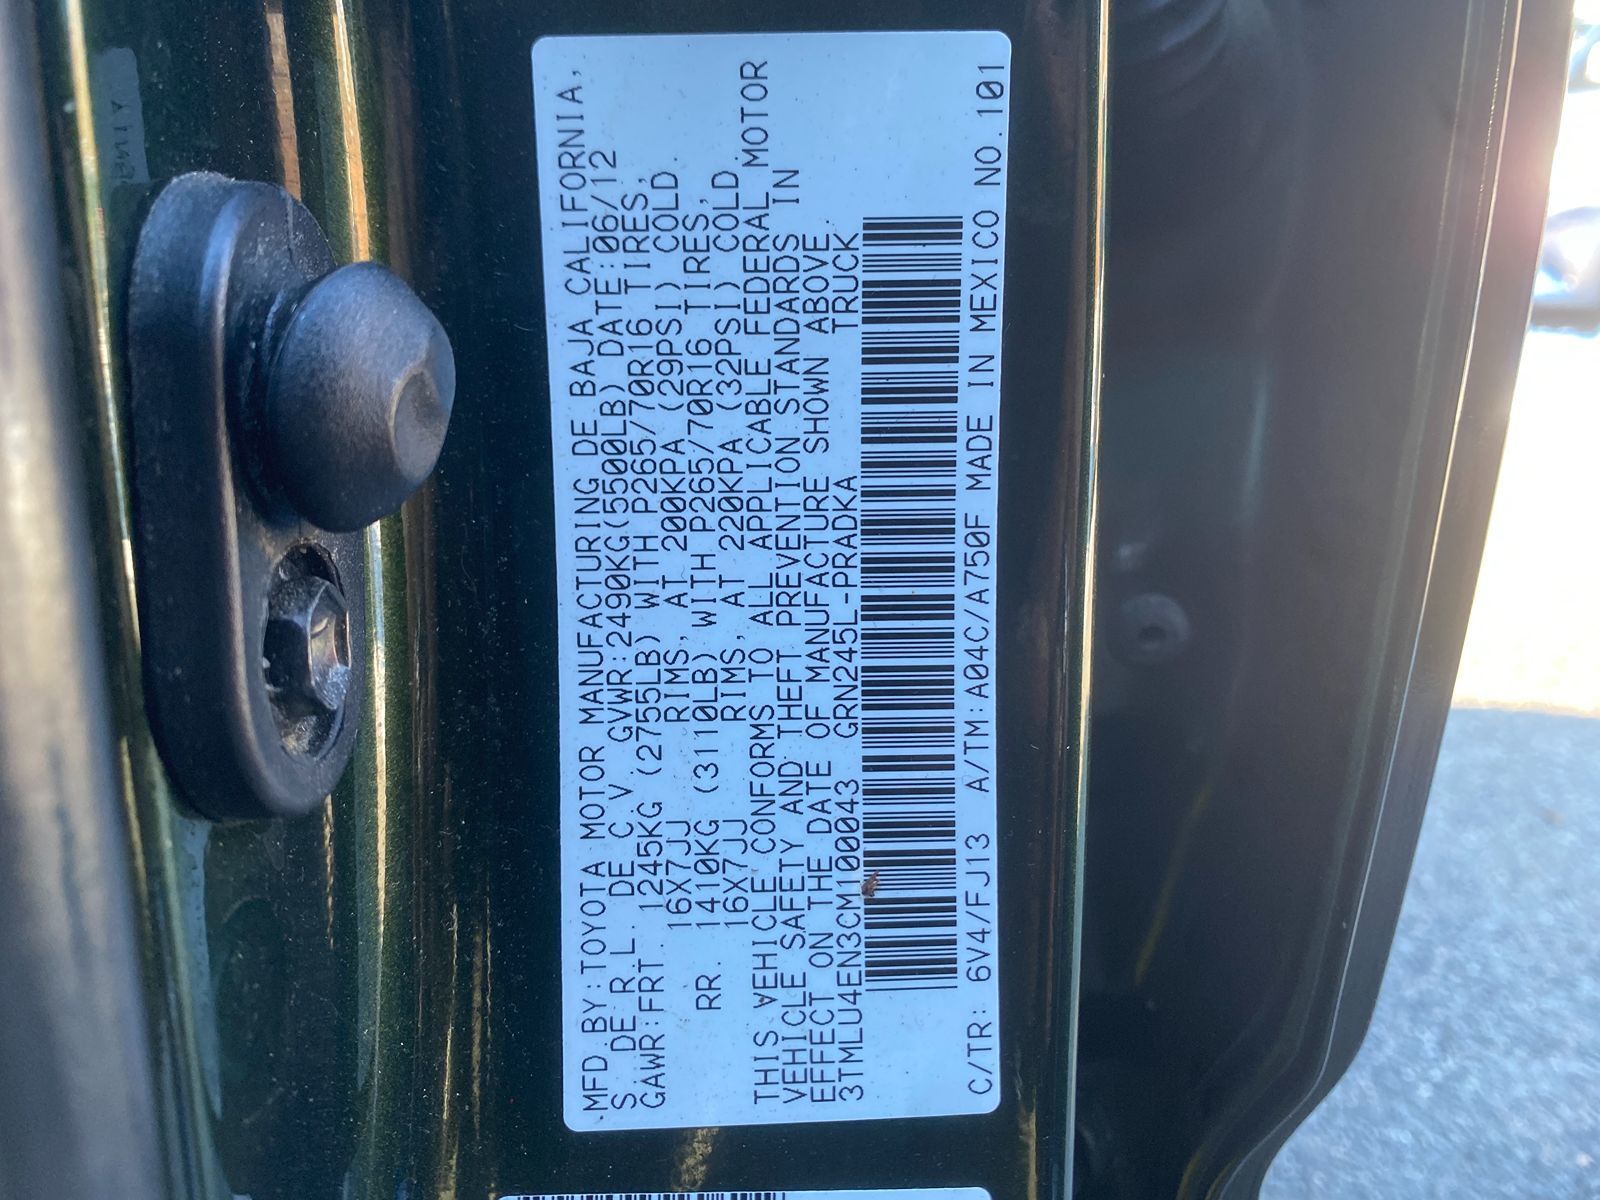 MFD.BY:TOYOTA MOTOR MANUFACTURING DE BAJA CALIFORNIA,
S. DE R.L. DE C.V. GVWR:2490KG(5500LB) DATE:06/12
GAWR:FRT. 1245KG (2755LB) WITH P265/70R16 TIRES,
16X7JJ RIMS, AT 200KPA (29PSI) COLD.
RR. 1410KG (3110LB) WITH P265/70R16 TIRES,
16X7JJ RIMS, AT 220KPA (32PSI) COLD.
THIS VEHICLE CONFORMS TO ALL APPLICABLE FEDERAL MOTOR
VEHICLE SAFETY AND THEFT PREVENTION STANDARDS IN
EFFECT ON THE DATE OF MANUFACTURE SHOWN ABOVE.
3TMLU4EN3CM100043 GRN245L-PRADKA TRUCK
C/TR: 6V4/FJ13 A/TM:A04C/A750F MADE IN MEXICO NO.101